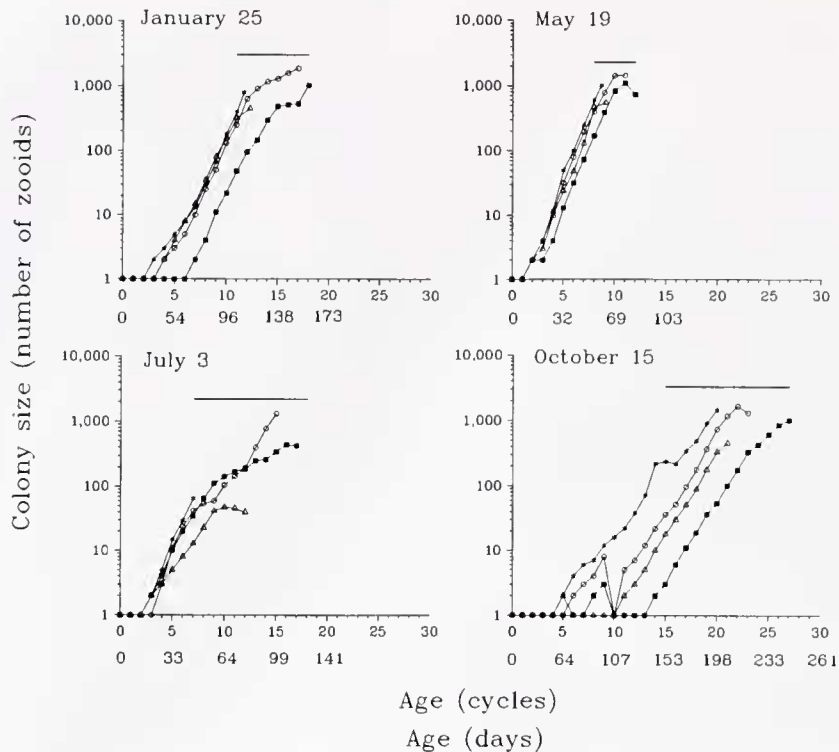 January 25
10,000
1,000
100
10
1
0 5 10 15 20 25 30
0 54 96 138 173
May 19
10,000
1,000
100
10
1
0 5 10 15 20 25 30
0 32 69 103
July 3
10,000
1,000
100
10
1
0 5 10 15 20 25 30
0 33 64 99 141
October 15
10,000
1,000
100
10
1
0 5 10 15 20 25 30
0 64 107 153 198 233 261
Colony size (number of zooids)
Age (cycles)
Age (days)